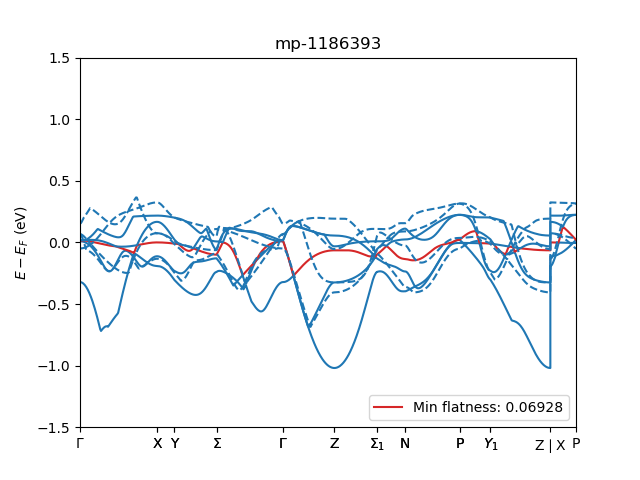 mp-1186393
1.5
1.0
0.5
0.0
−0.5
−1.0
−1.5
E − E_F (eV)
Min flatness: 0.06928
Γ X Y Σ Γ Z Σ₁ N P Y₁ Z | X P